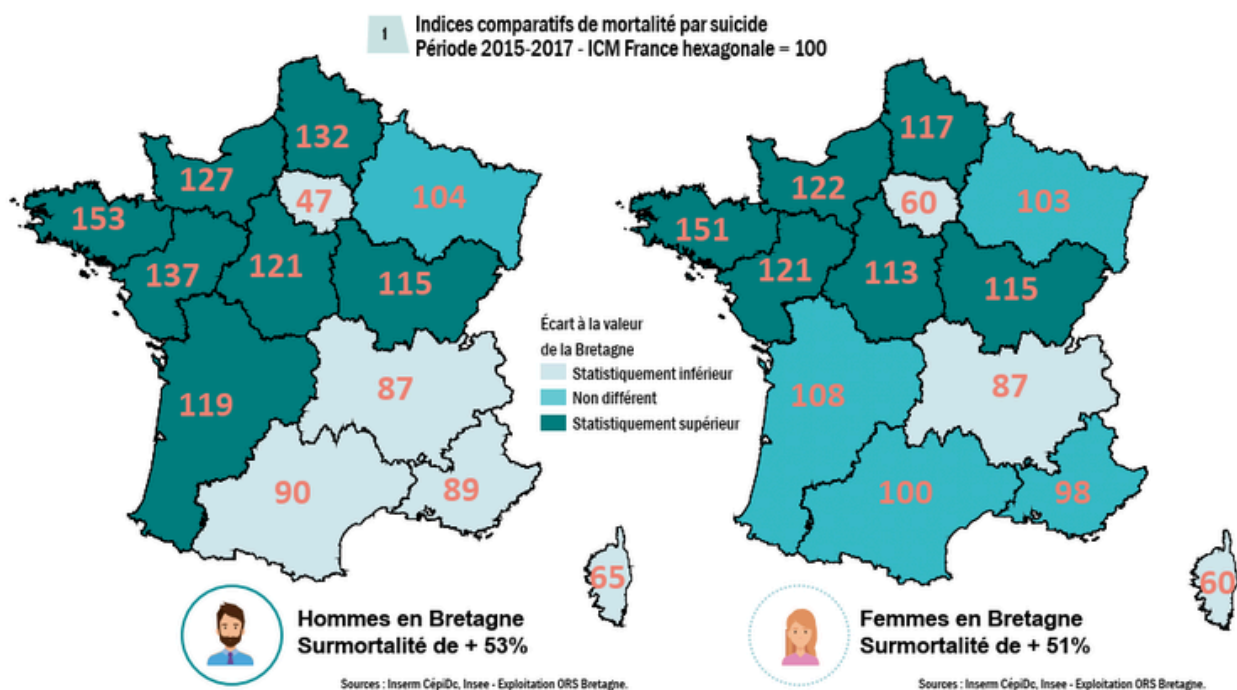 1
Indices comparatifs de mortalité par suicide
Période 2015-2017 - ICM France hexagonale = 100
132
127
47
104
153
137
121
115
119
87
90
89
65
Écart à la valeur
de la Bretagne
Statistiquement inférieur
Non différent
Statistiquement supérieur
117
122
60
103
151
121
113
115
108
87
100
98
60
Hommes en Bretagne
Surmortalité de + 53%
Sources : Inserm CépiDc, Insee - Exploitation ORS Bretagne.
Femmes en Bretagne
Surmortalité de + 51%
Sources : Inserm CépiDc, Insee - Exploitation ORS Bretagne.